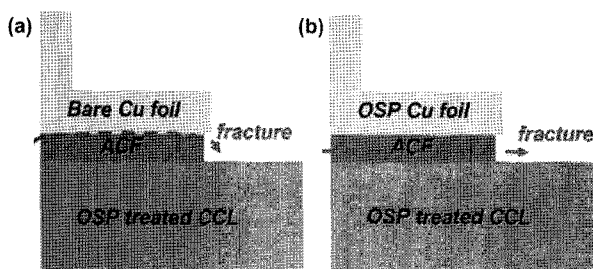 (a)
Bare Cu foil
fracture
ACF
OSP treated CCL
(b)
OSP Cu foil
fracture
ACF
OSP treated CCL